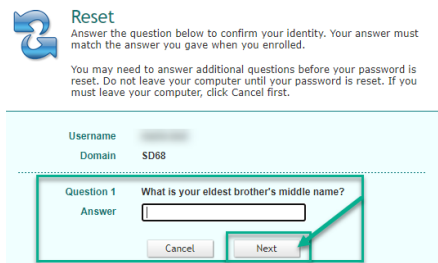 Reset
Answer the question below to confirm your identity. Your answer must
match the answer you gave when you enrolled.
You may need to answer additional questions before your password is
reset. Do not leave your computer until your password is reset. If you
must leave your computer, click Cancel first.
Username
Domain SD68
Question 1 What is your eldest brother's middle name?
Answer
Cancel Next